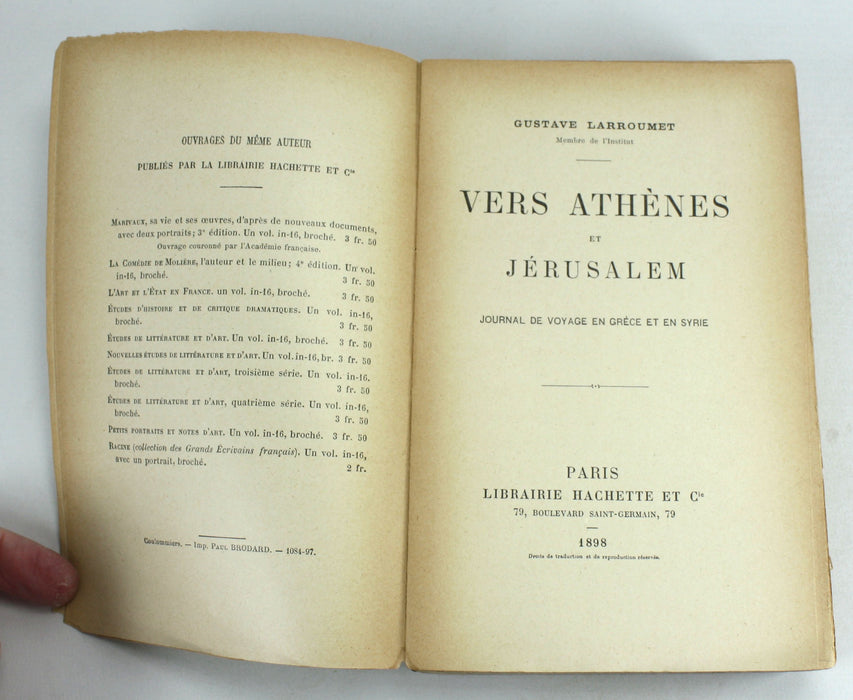 OUVRAGES DU MÊME AUTEUR
PUBLIÉS PAR LA LIBRAIRIE HACHETTE ET Cie
MARIVAUX, sa vie et ses œuvres, d'après de nouveaux documents,
avec deux portraits; 3e édition. Un vol. in-16, broché. 3 fr. 50
Ouvrage couronné par l'Académie française.
LA COMÉDIE DE MOLIÈRE, l'auteur et le milieu; 4e édition. Un vol.
in-16, broché. 3 fr. 50
L'ART ET L'ÉTAT EN FRANCE. un vol. in-16, broché. 3 fr. 50
ÉTUDES D'HISTOIRE ET DE CRITIQUE DRAMATIQUES. Un vol. in-16,
broché. 3 fr. 50
ÉTUDES DE LITTÉRATURE ET D'ART. Un vol. in-16, broché. 3 fr. 50
NOUVELLES ÉTUDES DE LITTÉRATURE ET D'ART. Un vol. in-16, br. 3 fr. 50
ÉTUDES DE LITTÉRATURE ET D'ART, troisième série. Un vol. in-16.
broché. 3 fr. 50
ÉTUDES DE LITTÉRATURE ET D'ART, quatrième série. Un vol. in-16,
broché. 3 fr. 50
PETITS PORTRAITS ET NOTES D'ART. Un vol. in-16, broché. 3 fr. 50
RACINE (collection des Grands Écrivains français). Un vol. in-16,
avec un portrait, broché. 2 fr.
Coulommiers. — Imp. PAUL BRODARD. — 1084-97.
GUSTAVE LARROUMET
Membre de l'Institut
VERS ATHÈNES
ET
JÉRUSALEM
JOURNAL DE VOYAGE EN GRÈCE ET EN SYRIE
PARIS
LIBRAIRIE HACHETTE ET Cie
79, BOULEVARD SAINT-GERMAIN, 79
1898
Droits de traduction et de reproduction réservés.